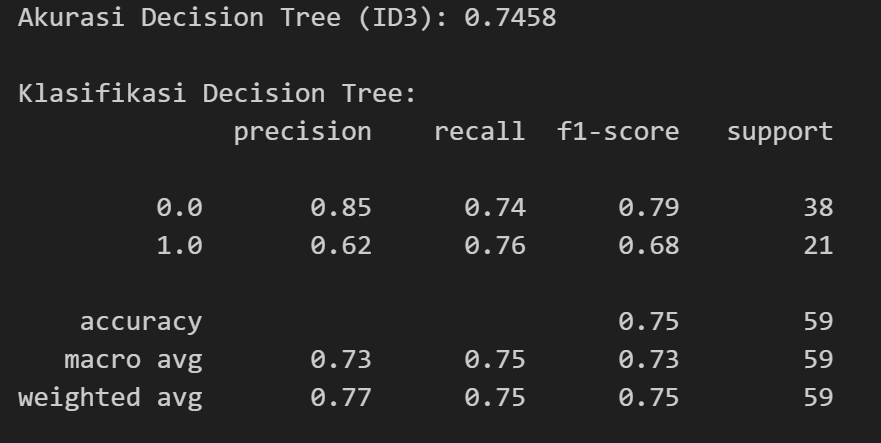 Akurasi Decision Tree (ID3): 0.7458
Klasifikasi Decision Tree:
precision recall f1-score support
0.0 0.85 0.74 0.79 38
1.0 0.62 0.76 0.68 21
accuracy 0.75 59
macro avg 0.73 0.75 0.73 59
weighted avg 0.77 0.75 0.75 59